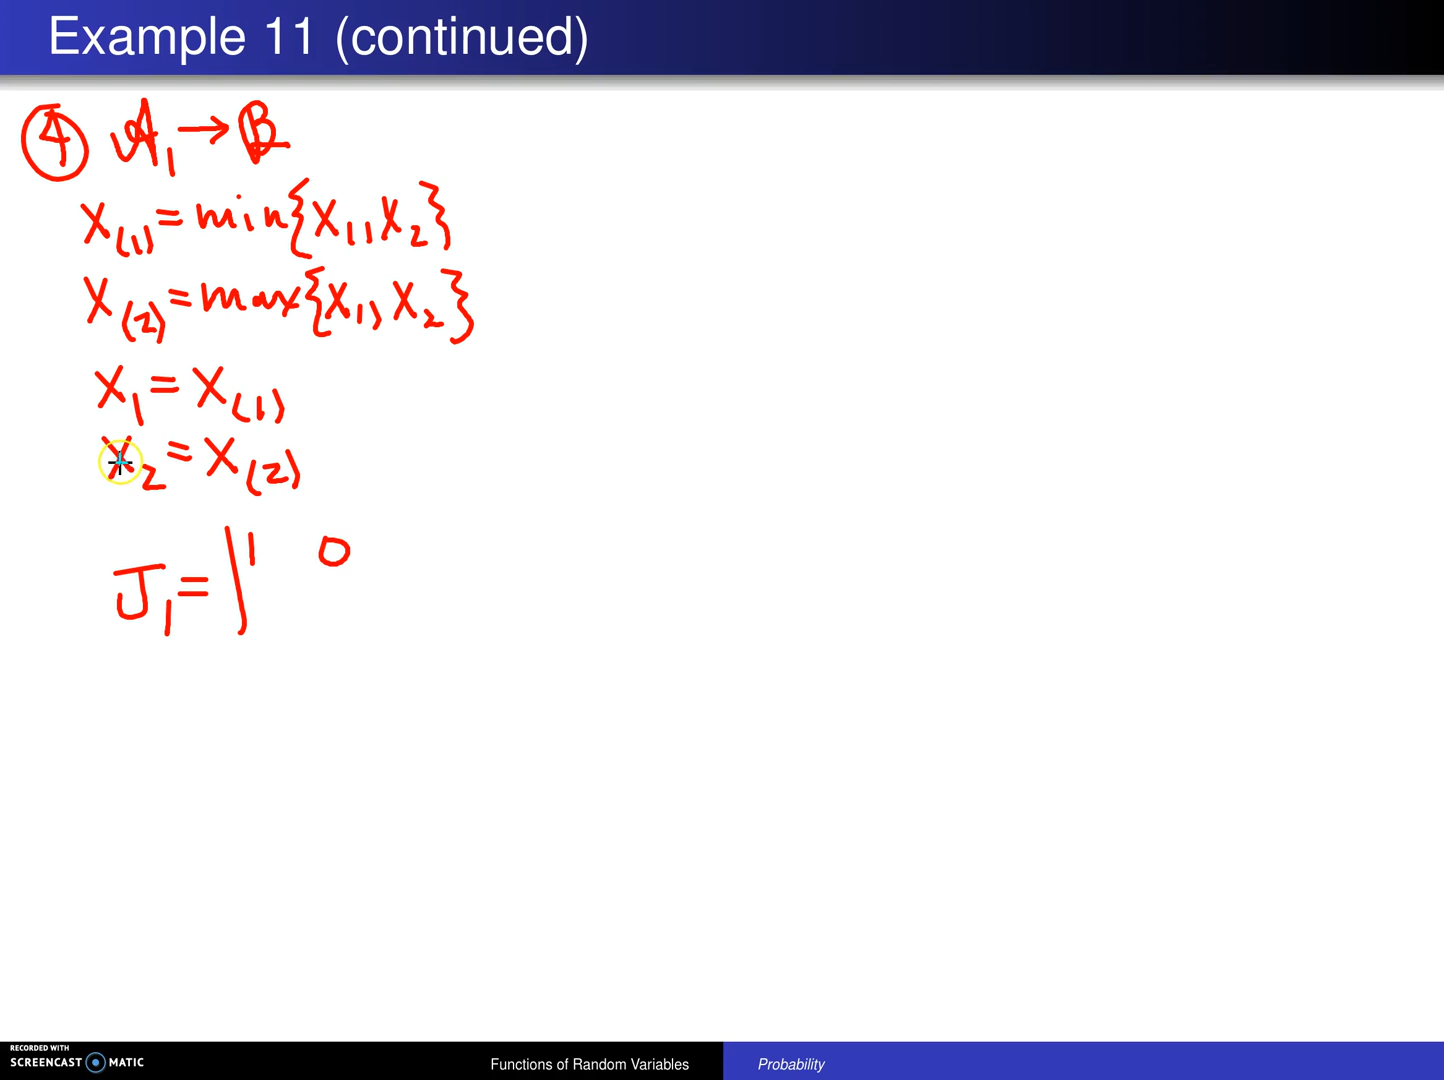 Example 11 (continued)
④ 𝒜₁ → ℬ
X₍₁₎ = min{X₁, X₂}
X₍₂₎ = max{X₁, X₂}
X₁ = X₍₁₎
X₂ = X₍₂₎
J₁ = | 1 0
RECORDED WITH
SCREENCAST MATIC
Functions of Random Variables
Probability